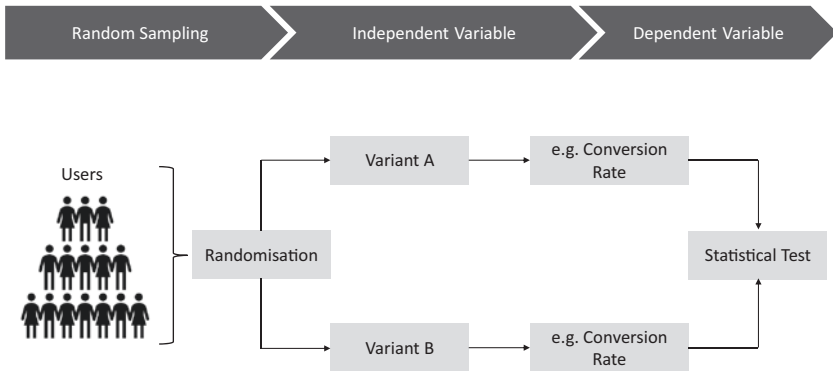 Random Sampling
Independent Variable
Dependent Variable
Users
Randomisation
Variant A
e.g. Conversion
Rate
Variant B
e.g. Conversion
Rate
Statistical Test